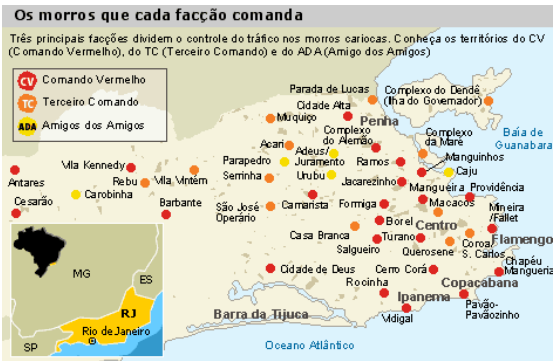 Os morros que cada facção comanda
Três principais facções dividem o controle do tráfico nos morros cariocas. Conheça os territórios do CV
(Comando Vermelho), do TC (Terceiro Comando) e do ADA (Amigo dos Amigos)
CV Comando Vermelho
TC Terceiro Comando
ADA Amigos dos Amigos
Parada de Lucas
Complexo do Dendê
(Ilha do Governador)
Cidade Alta
Muquiço
Penha
Complexo
do Alemão
Complexo
da Maré
Baía de
Guanabara
Acari
Adeus/
Juramento
Parapedro
Ramos
Manguinhos
Vila Kennedy
Antares
Rebu
Vila Vintém
Serrinha
Urubu
Jacarezinho
Caju
Carobinha
Mangueira
Providência
Cesarão
Barbante
São José
Operário
Camarista
Formiga
Macacos
Mineira
/Fallet
Borel
Centro
Casa Branca
Turano
Coroa/
S. Carlos
Flamengo
Salgueiro
Querosene
Cidade de Deus
Cerro Corá
Chapéu
Mangueria
Rocinha
Copacabana
Ipanema
Pavão-
Pavãozinho
Barra da Tijuca
Vidigal
Oceano Atlântico
MG
ES
RJ
Rio de Janeiro
SP